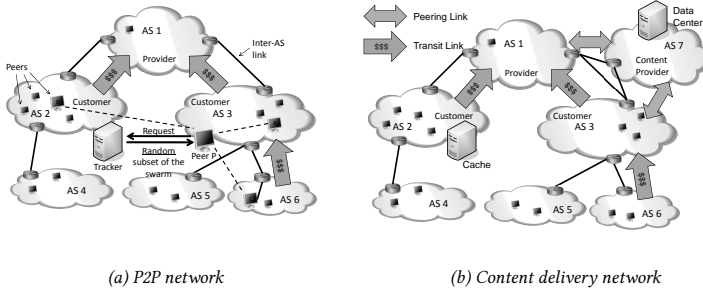 AS 1
Provider
Inter-AS
link
$$$
$$$
Peers
Customer
AS 2
Customer
AS 3
Request
Random
subset of the
swarm
Tracker
Peer P
$$$
AS 4
AS 5
AS 6
(a) P2P network
Peering Link
$$$
Transit Link
Data
Center
AS 1
Provider
AS 7
Content
Provider
$$$
$$$
Customer
AS 2
Cache
Customer
AS 3
$$$
AS 4
AS 5
AS 6
(b) Content delivery network